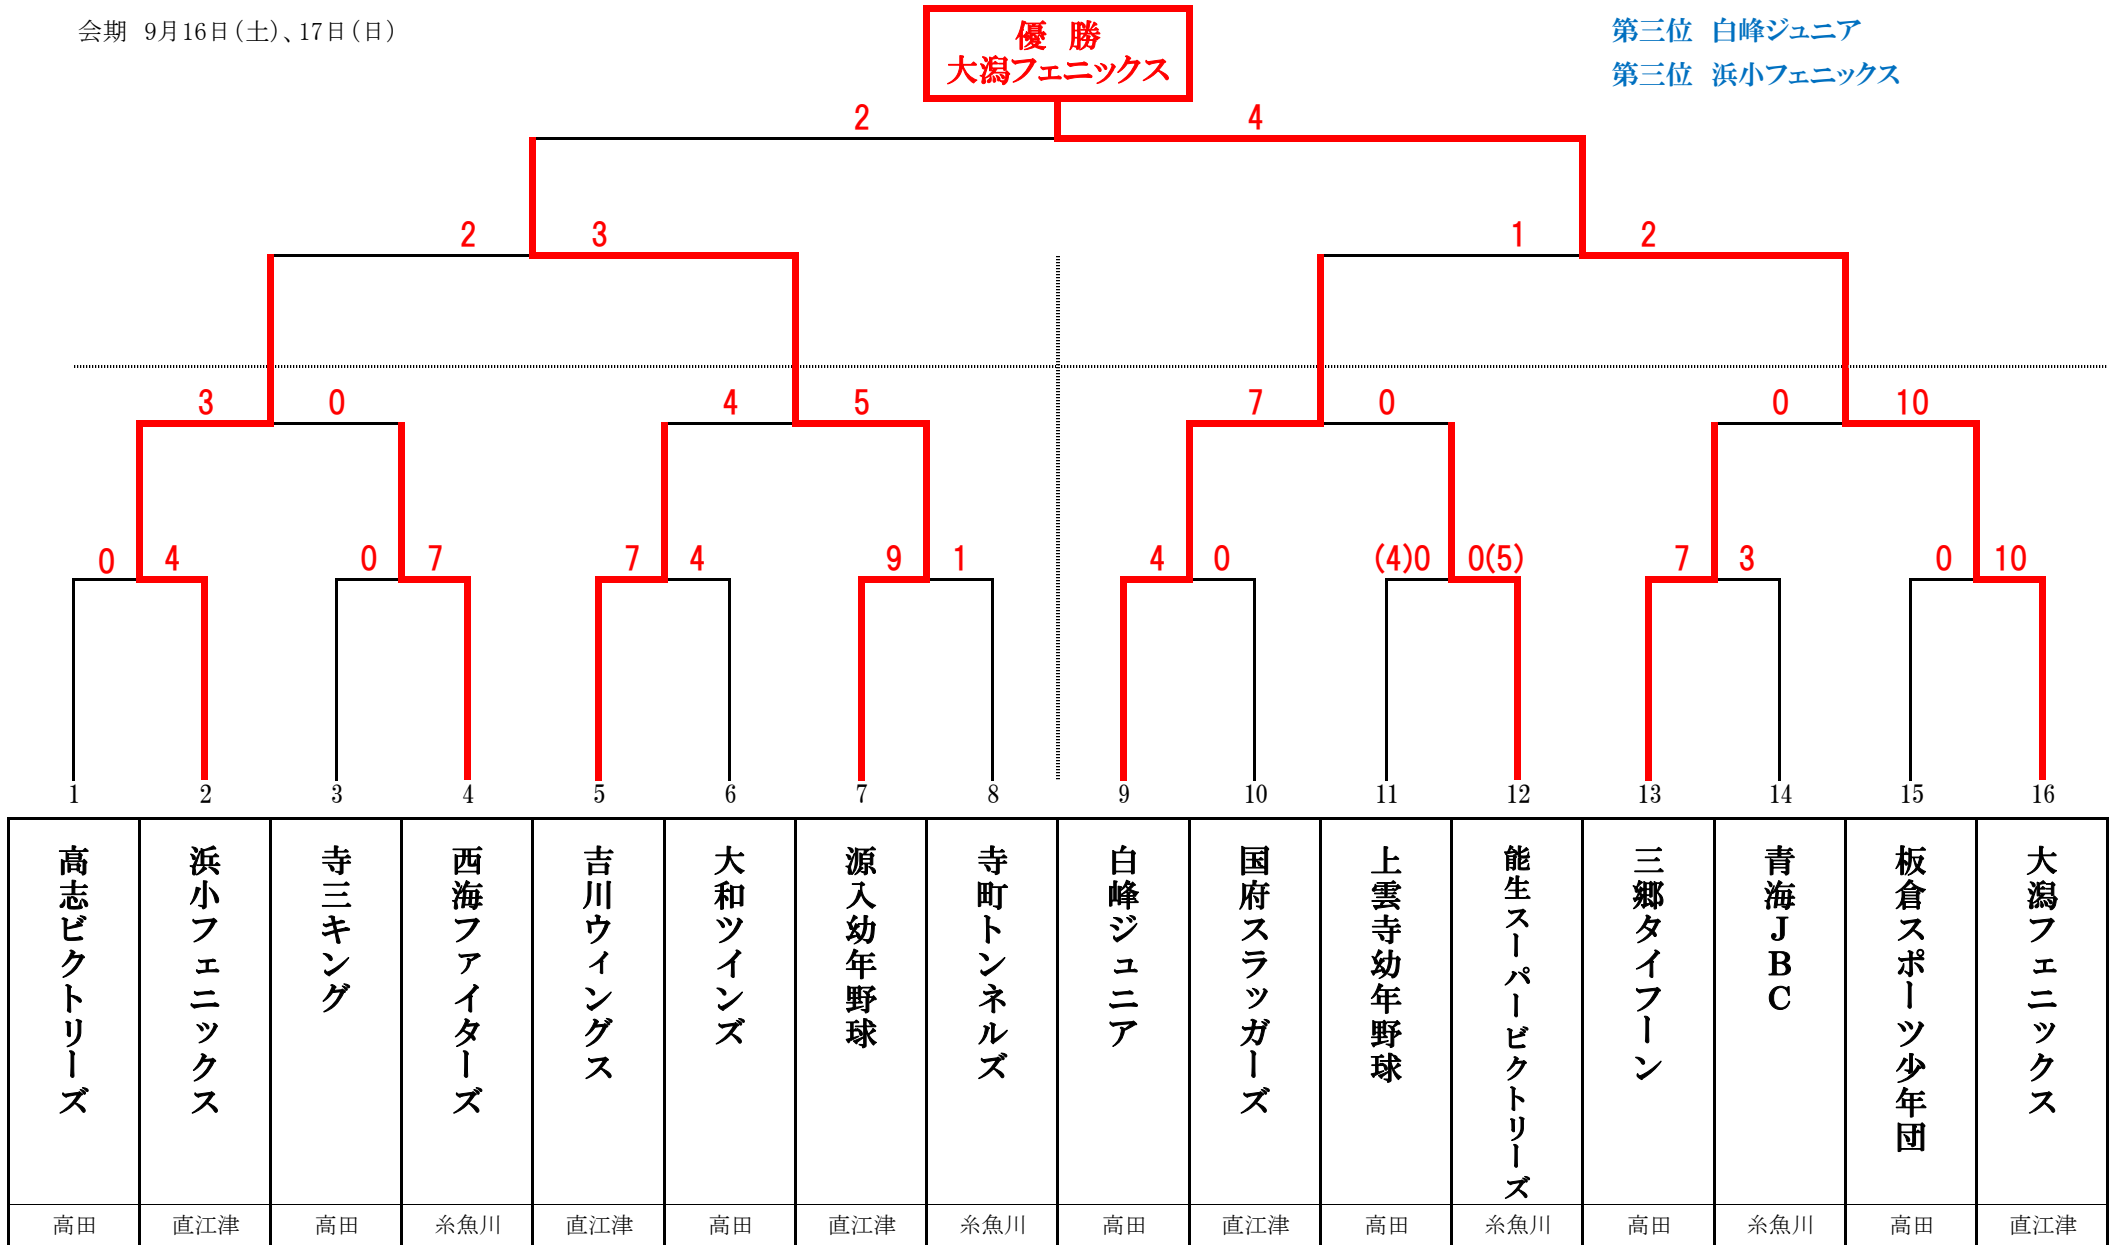 会期 9月16日(土)、17日(日)
優 勝
大潟フェニックス
第三位 白峰ジュニア
第三位 浜小フェニックス
2 4
2 3 1 2
3 0 4 5 7 0 0 10
0 4 0 7 7 4 9 1 4 0 (4)0 0(5) 7 3 0 10
1 2 3 4 5 6 7 8 9 10 11 12 13 14 15 16
高志ビクトリーズ
浜小フェニックス
寺三キング
西海ファイターズ
吉川ウィングス
大和ツインズ
源入幼年野球
寺町トンネルズ
白峰ジュニア
国府スラッガーズ
上雲寺幼年野球
能生スーパービクトリーズ
三郷タイフーン
青海JBC
板倉スポーツ少年団
大潟フェニックス
高田 直江津 高田 糸魚川 直江津 高田 直江津 糸魚川 高田 直江津 高田 糸魚川 高田 糸魚川 高田 直江津